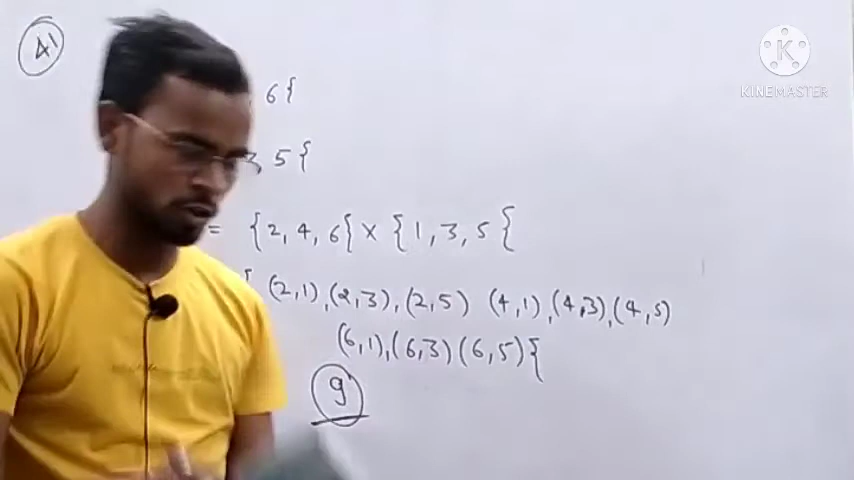 41
6{
3, 5{
= {2, 4, 6} × {1, 3, 5{
{ (2,1), (2,3), (2,5) (4,1), (4,3), (4,5)
(6,1), (6,3) (6,5){
9
K
KINEMASTER